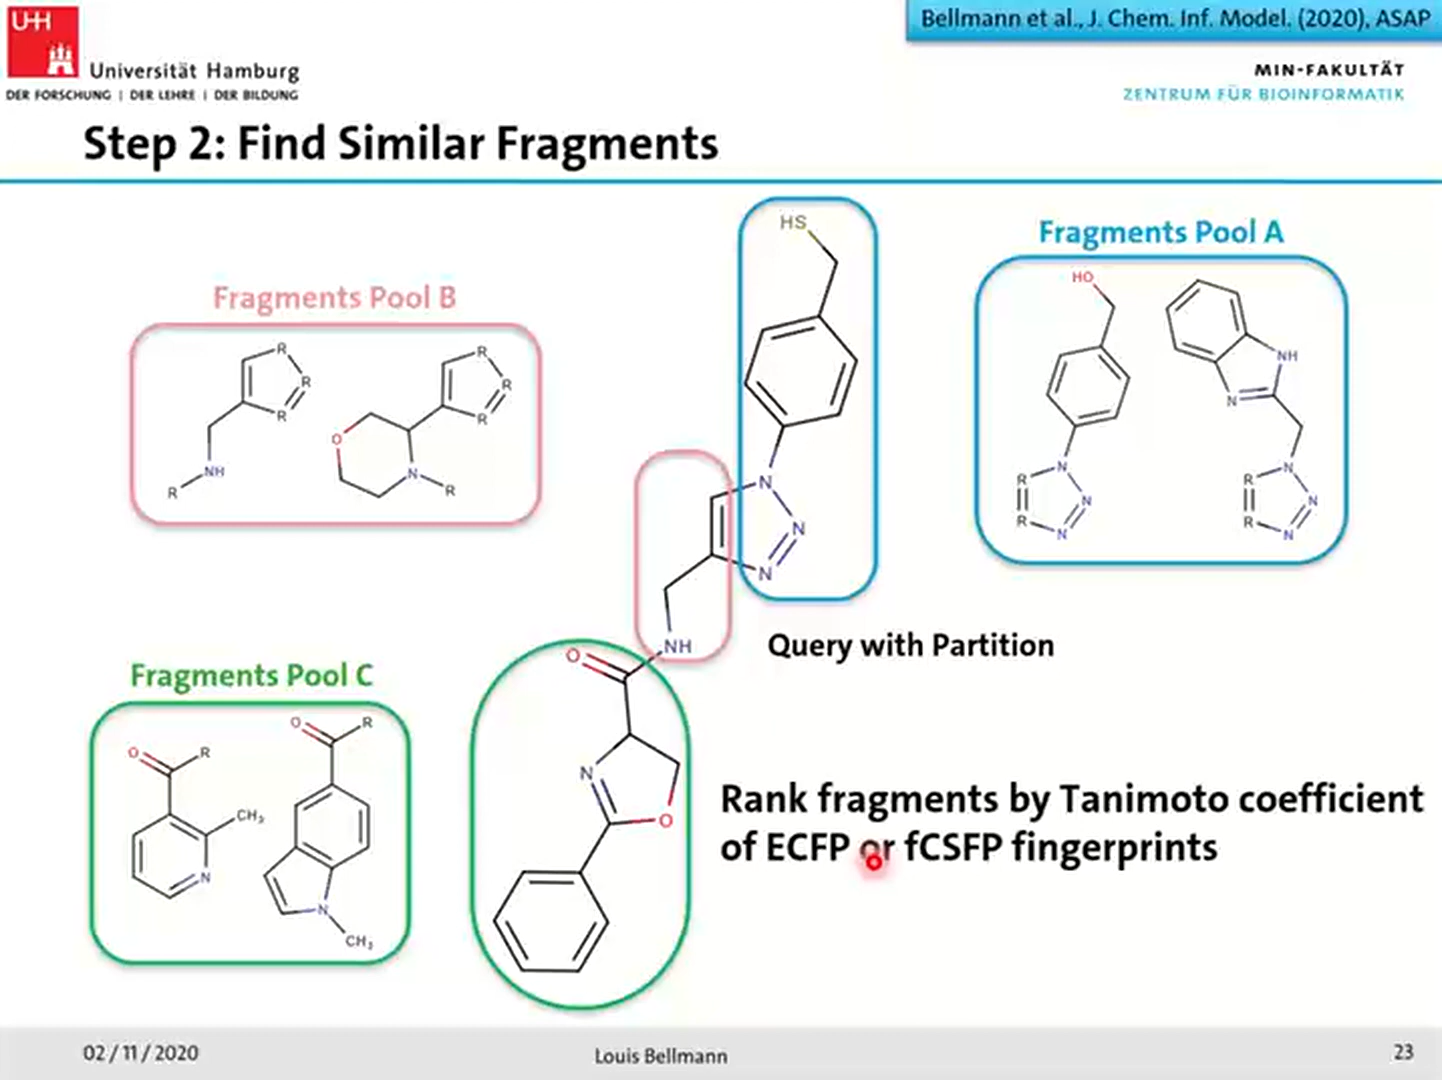 UHH
Bellmann et al., J. Chem. Inf. Model. (2020), ASAP
Universität Hamburg
DER FORSCHUNG | DER LEHRE | DER BILDUNG
MIN-FAKULTÄT
ZENTRUM FÜR BIOINFORMATIK
Step 2: Find Similar Fragments
HS
Fragments Pool A
HO
NH
N
N
N
N
N
N
N
R
R
R
R
Fragments Pool B
R
R
R
NH
R
R
R
R
O
N
R
N
N
N
NH
Query with Partition
O
N
O
Fragments Pool C
O
R
CH₃
N
O
R
N
CH₃
Rank fragments by Tanimoto coefficient
of ECFP or fCSFP fingerprints
02 / 11 / 2020
Louis Bellmann
23